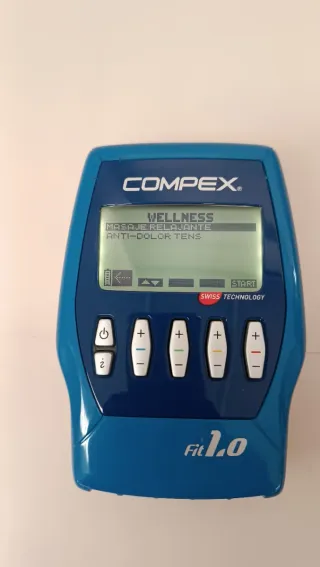 COMPEX®
WELLNESS
MASAJE RELAJANTE
ANTI-DOLOR TENS
START
SWISS TECHNOLOGY
+ + + +
i
Fit 1.0